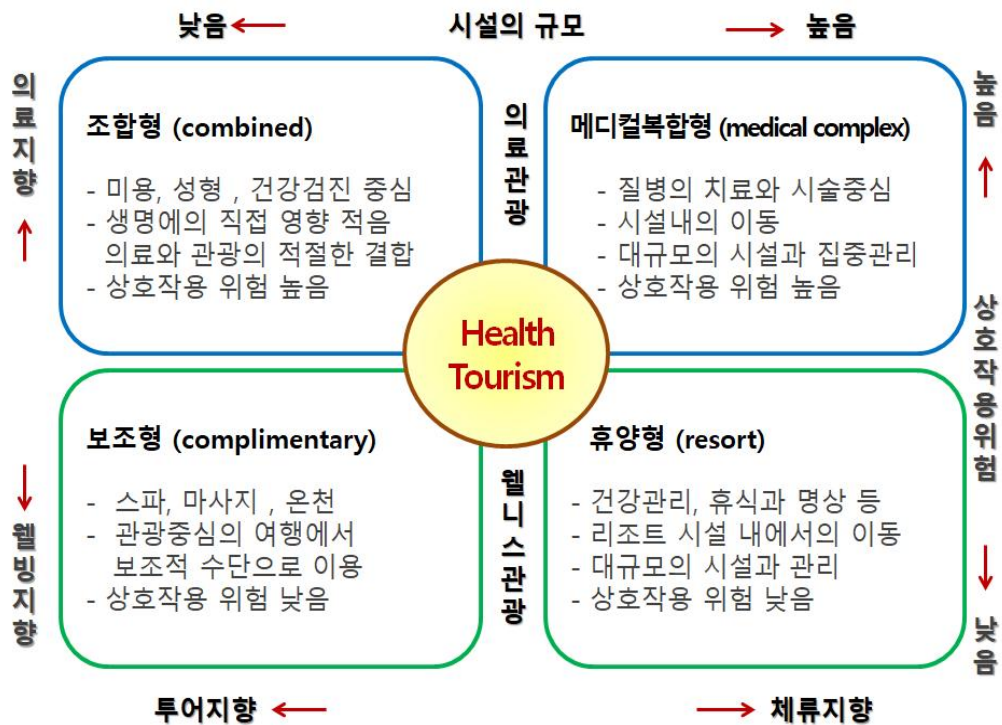 낮음
시설의 규모
높음
의료지향
조합형 (combined)
- 미용, 성형 , 건강검진 중심
- 생명에의 직접 영향 적음
의료와 관광의 적절한 결합
- 상호작용 위험 높음
의료관광
메디컬복합형 (medical complex)
- 질병의 치료와 시술중심
- 시설내의 이동
- 대규모의 시설과 집중관리
- 상호작용 위험 높음
높음
Health
Tourism
상호작용위험
웰빙지향
보조형 (complimentary)
- 스파, 마사지 , 온천
- 관광중심의 여행에서
보조적 수단으로 이용
- 상호작용 위험 낮음
웰니스관광
휴양형 (resort)
- 건강관리, 휴식과 명상 등
- 리조트 시설 내에서의 이동
- 대규모의 시설과 관리
- 상호작용 위험 낮음
낮음
투어지향
체류지향